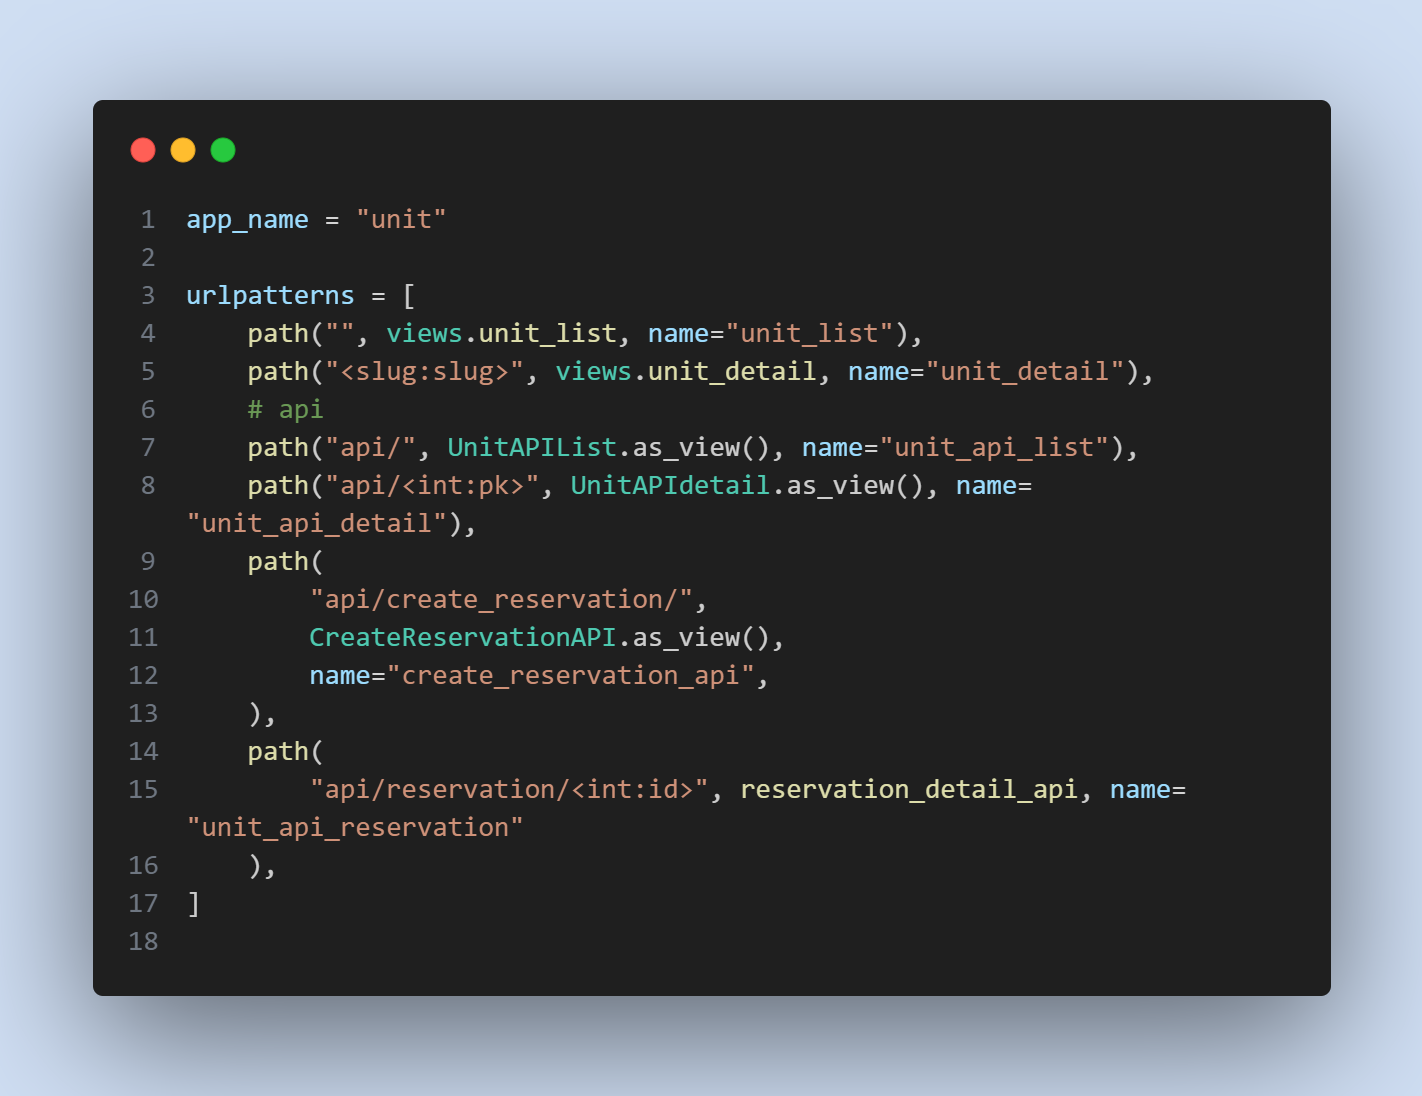 1 app_name = "unit"
2
3 urlpatterns = [
4     path("", views.unit_list, name="unit_list"),
5     path("<slug:slug>", views.unit_detail, name="unit_detail"),
6     # api
7     path("api/", UnitAPIList.as_view(), name="unit_api_list"),
8     path("api/<int:pk>", UnitAPIdetail.as_view(), name=
"unit_api_detail"),
9     path(
10         "api/create_reservation/",
11         CreateReservationAPI.as_view(),
12         name="create_reservation_api",
13     ),
14     path(
15         "api/reservation/<int:id>", reservation_detail_api, name=
"unit_api_reservation"
16     ),
17 ]
18